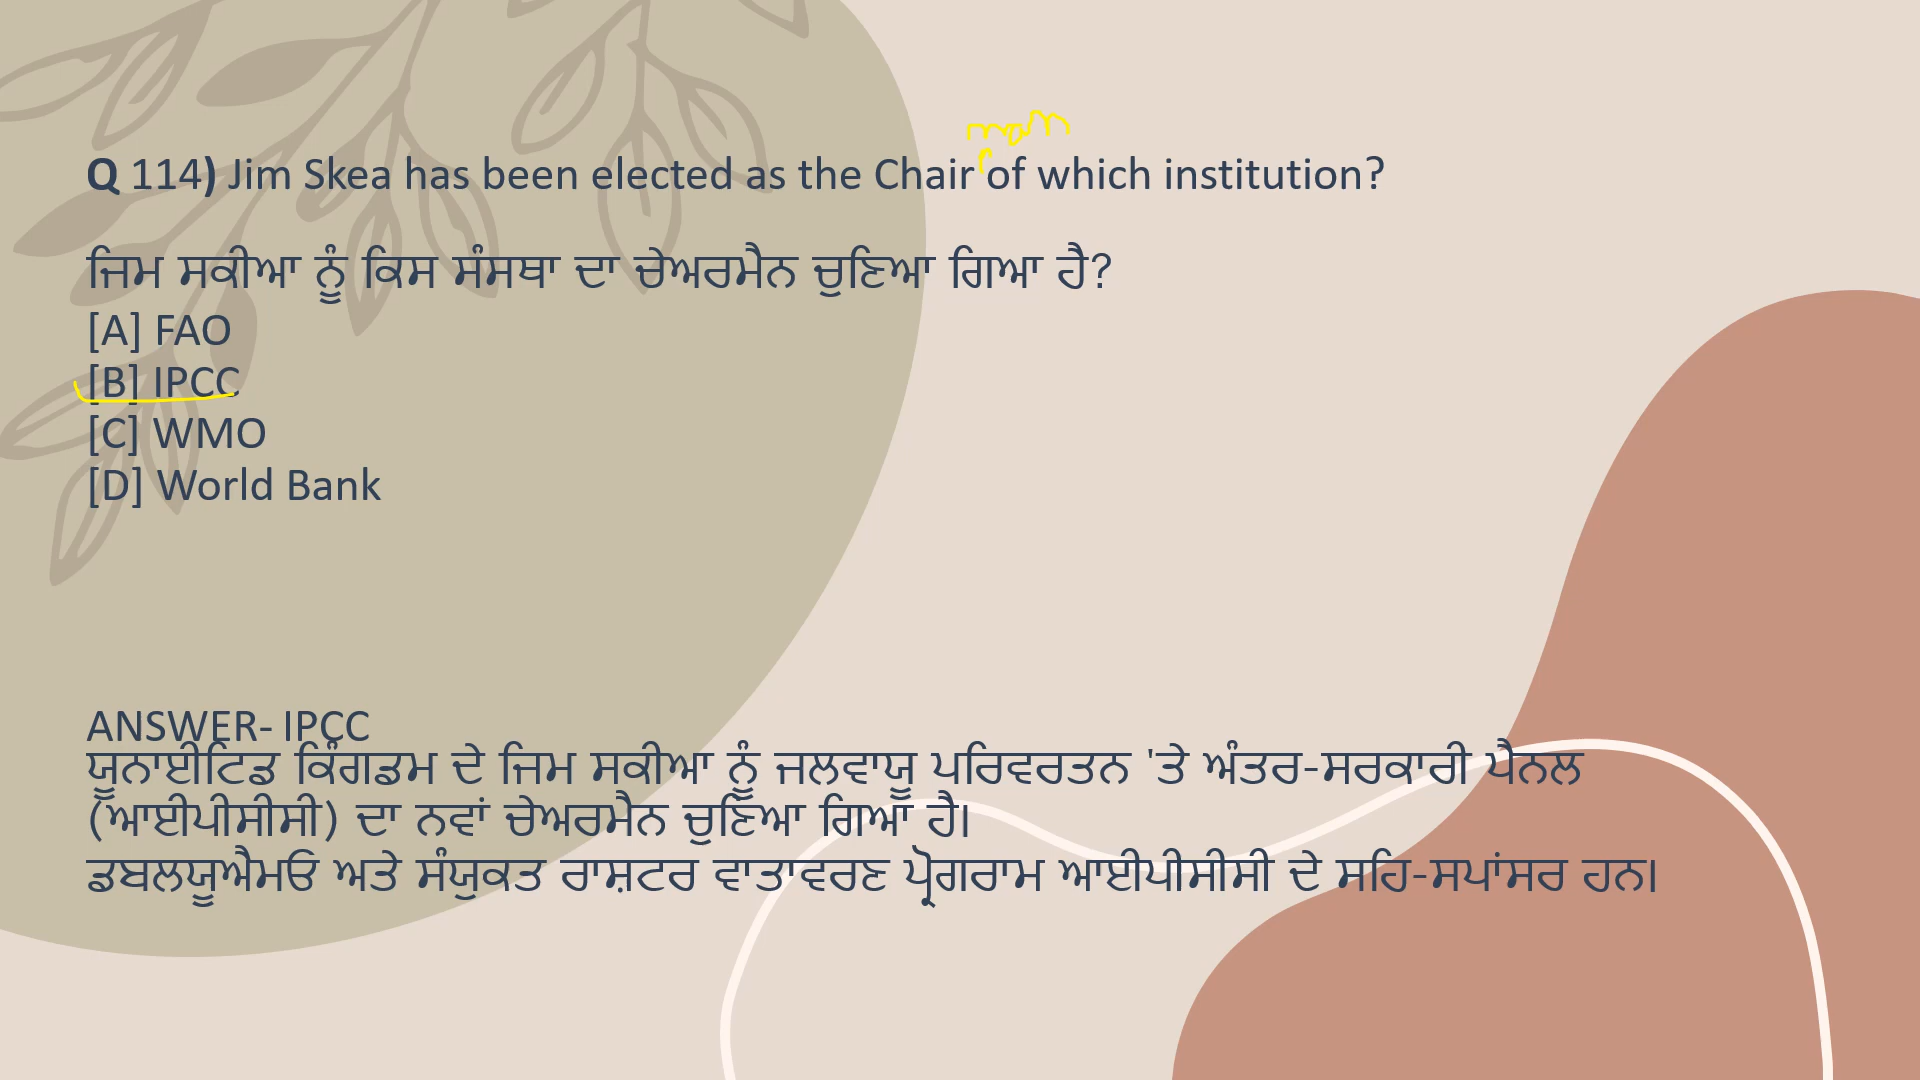 Q 114) Jim Skea has been elected as the Chair of which institution?
ਜਿਮ ਸਕੀਆ ਨੂੰ ਕਿਸ ਸੰਸਥਾ ਦਾ ਚੇਅਰਮੈਨ ਚੁਣਿਆ ਗਿਆ ਹੈ?
[A] FAO
[B] IPCC
[C] WMO
[D] World Bank
ANSWER- IPCC
ਯੂਨਾਈਟਿਡ ਕਿੰਗਡਮ ਦੇ ਜਿਮ ਸਕੀਆ ਨੂੰ ਜਲਵਾਯੂ ਪਰਿਵਰਤਨ 'ਤੇ ਅੰਤਰ-ਸਰਕਾਰੀ ਪੈਨਲ
(ਆਈਪੀਸੀਸੀ) ਦਾ ਨਵਾਂ ਚੇਅਰਮੈਨ ਚੁਣਿਆ ਗਿਆ ਹੈ।
ਡਬਲਯੂਐਮਓ ਅਤੇ ਸੰਯੁਕਤ ਰਾਸ਼ਟਰ ਵਾਤਾਵਰਣ ਪ੍ਰੋਗਰਾਮ ਆਈਪੀਸੀਸੀ ਦੇ ਸਹਿ-ਸਪਾਂਸਰ ਹਨ।